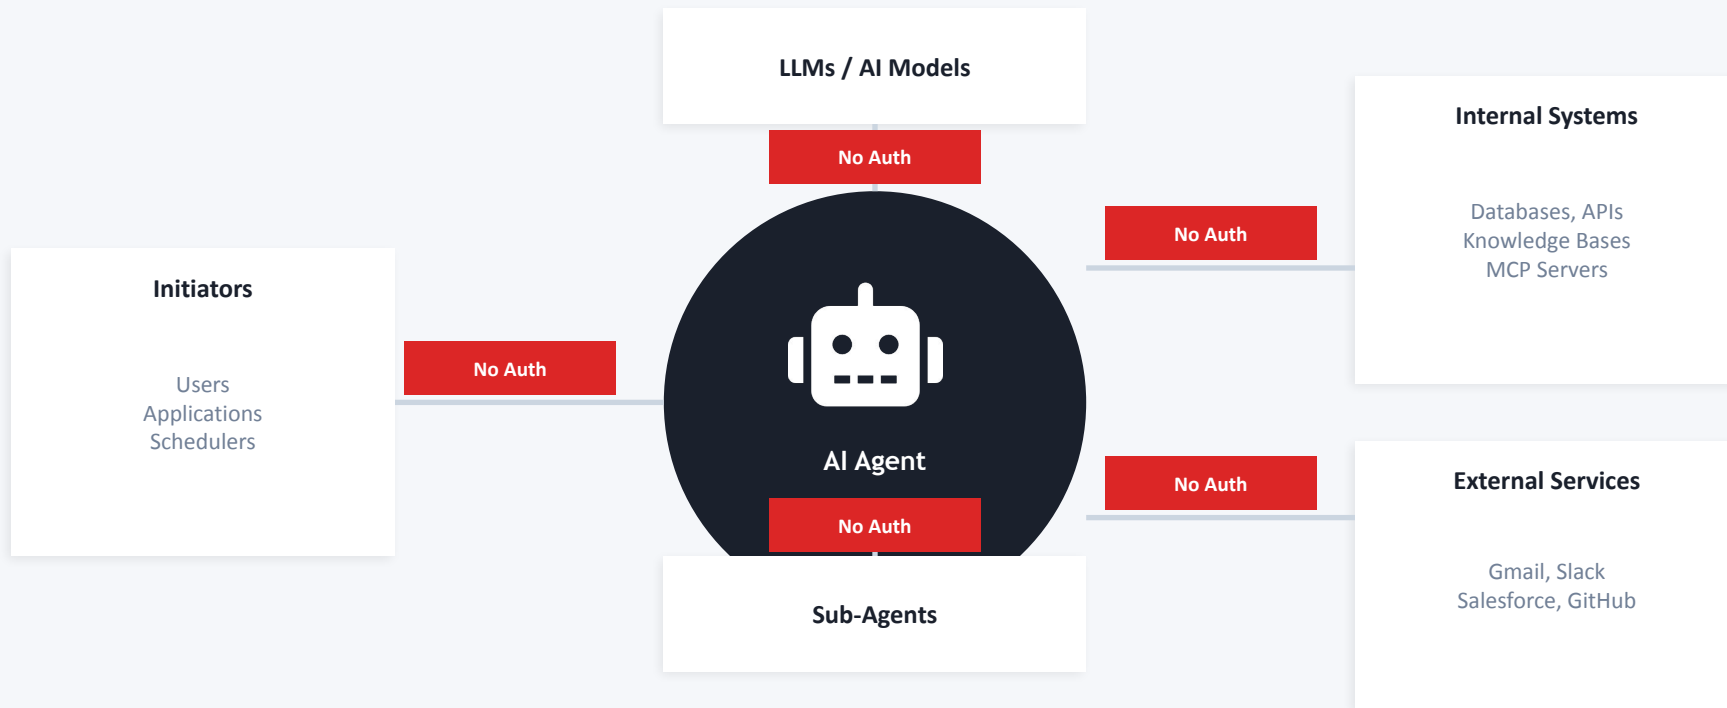 LLMs / AI Models
No Auth
Internal Systems
Databases, APIs
Knowledge Bases
MCP Servers
No Auth
Initiators
Users
Applications
Schedulers
No Auth
AI Agent
No Auth
Sub-Agents
No Auth
External Services
Gmail, Slack
Salesforce, GitHub